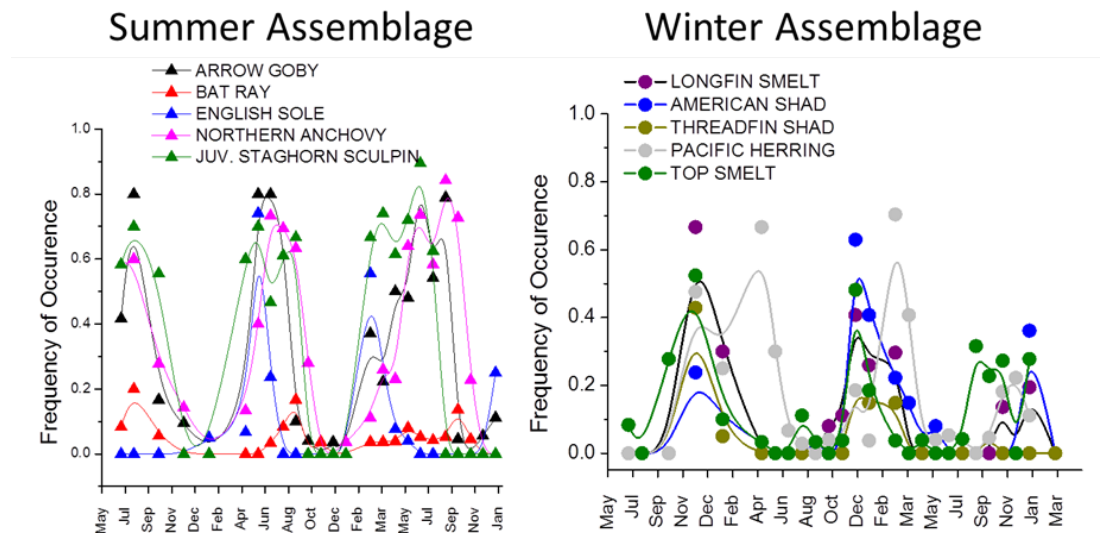 Summer Assemblage
ARROW GOBY
BAT RAY
ENGLISH SOLE
NORTHERN ANCHOVY
JUV. STAGHORN SCULPIN
Frequency of Occurence
1.0
0.8
0.6
0.4
0.2
0.0
May
Jul
Sep
Nov
Dec
Feb
Apr
Jun
Aug
Oct
Dec
Feb
May
Jul
Sep
Nov
Jan
Winter Assemblage
LONGFIN SMELT
AMERICAN SHAD
THREADFIN SHAD
PACIFIC HERRING
TOP SMELT
Frequency of Occurence
1.0
0.8
0.6
0.4
0.2
0.0
May
Jul
Sep
Nov
Dec
Feb
Apr
Jun
Aug
Oct
Dec
Feb
May
Jul
Sep
Nov
Jan
Mar